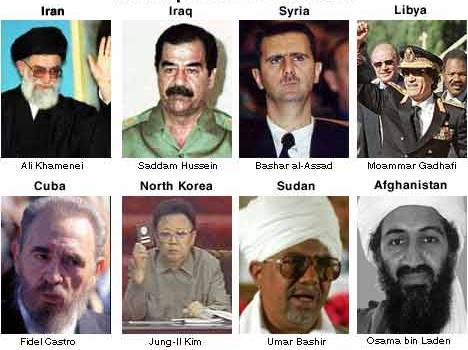 Iran
Iraq
Syria
Libya
Ali Khamenei
Saddam Hussein
Bashar al-Assad
Moammar Gadhafi
Cuba
North Korea
Sudan
Afghanistan
Fidel Castro
Jung-Il Kim
Umar Bashir
Osama bin Laden